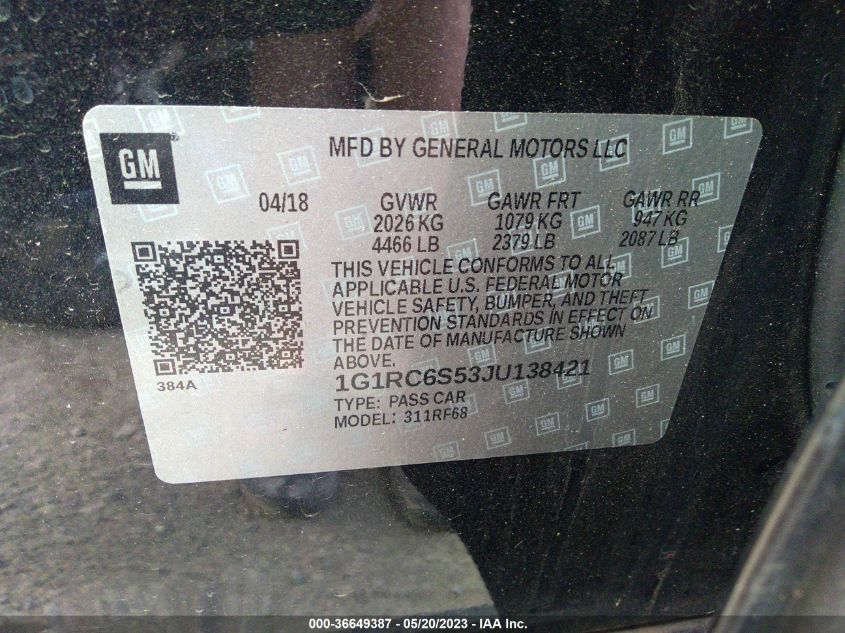 GM
MFD BY GENERAL MOTORS LLC
04/18 GVWR GAWR FRT GAWR RR
2026 KG 1079 KG 947 KG
4466 LB 2379 LB 2087 LB
THIS VEHICLE CONFORMS TO ALL
APPLICABLE U.S. FEDERAL MOTOR
VEHICLE SAFETY, BUMPER, AND THEFT
PREVENTION STANDARDS IN EFFECT ON
THE DATE OF MANUFACTURE SHOWN
ABOVE.
384A
1G1RC6S53JU138421
TYPE: PASS CAR
MODEL: 311RF68
000-36649387 - 05/20/2023 - IAA Inc.